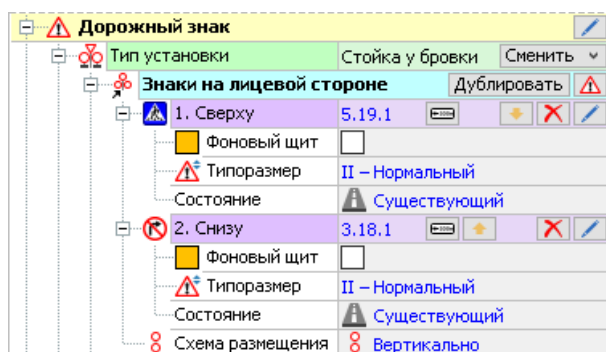 Дорожный знак
Тип установки Стойка у бровки Сменить
Знаки на лицевой стороне Дублировать
1. Сверху 5.19.1
Фоновый щит
Типоразмер II – Нормальный
Состояние Существующий
2. Снизу 3.18.1
Фоновый щит
Типоразмер II – Нормальный
Состояние Существующий
Схема размещения Вертикально